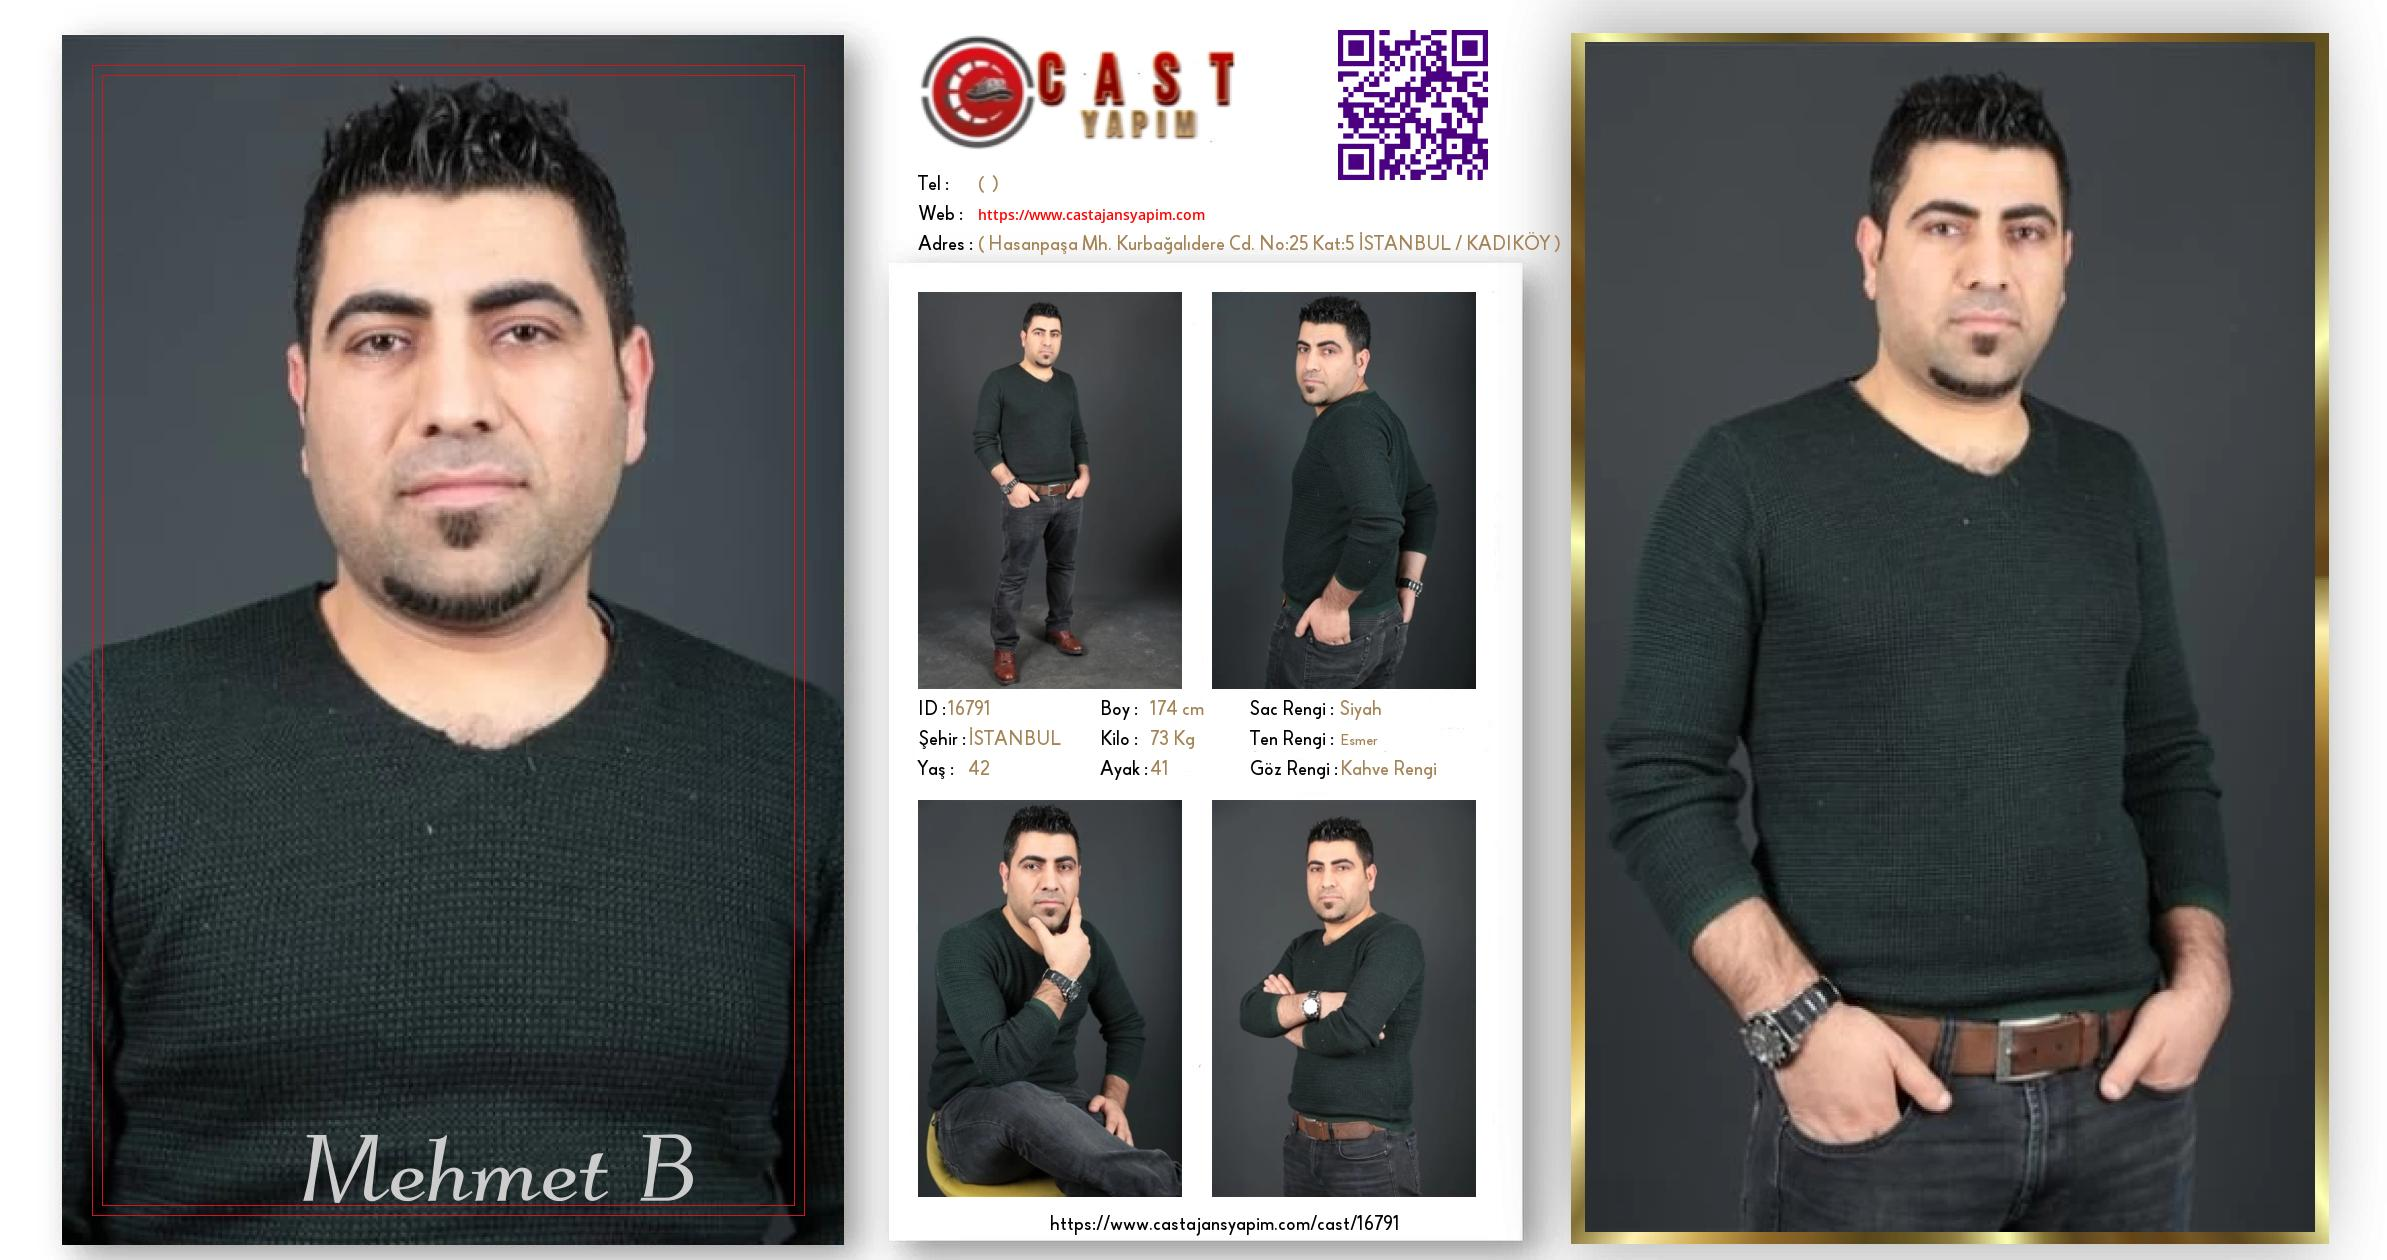 Mehmet B
CAST
YAPIM
Tel : ( )
Web : https://www.castajansyapim.com
Adres : ( Hasanpaşa Mh. Kurbağalıdere Cd. No:25 Kat:5 İSTANBUL / KADIKÖY )
ID : 16791 Boy : 174 cm Sac Rengi : Siyah
Şehir : İSTANBUL Kilo : 73 Kg Ten Rengi : Esmer
Yaş : 42 Ayak : 41 Göz Rengi : Kahve Rengi
https://www.castajansyapim.com/cast/16791